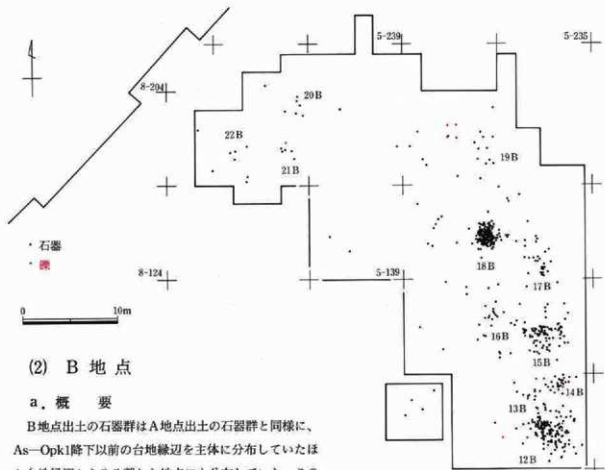 5-239
5-235
8-204
20B
22B
21B
19B
・石器
・礫
18B
8-124
5-139
17B
0 10m
16B
15B
14B
13B
12B
(2) B 地 点
a．概　要
B地点出土の石器群はA地点出土の石器群と同様に、
As—Opk1降下以前の台地縁辺を主体に分布していたほ